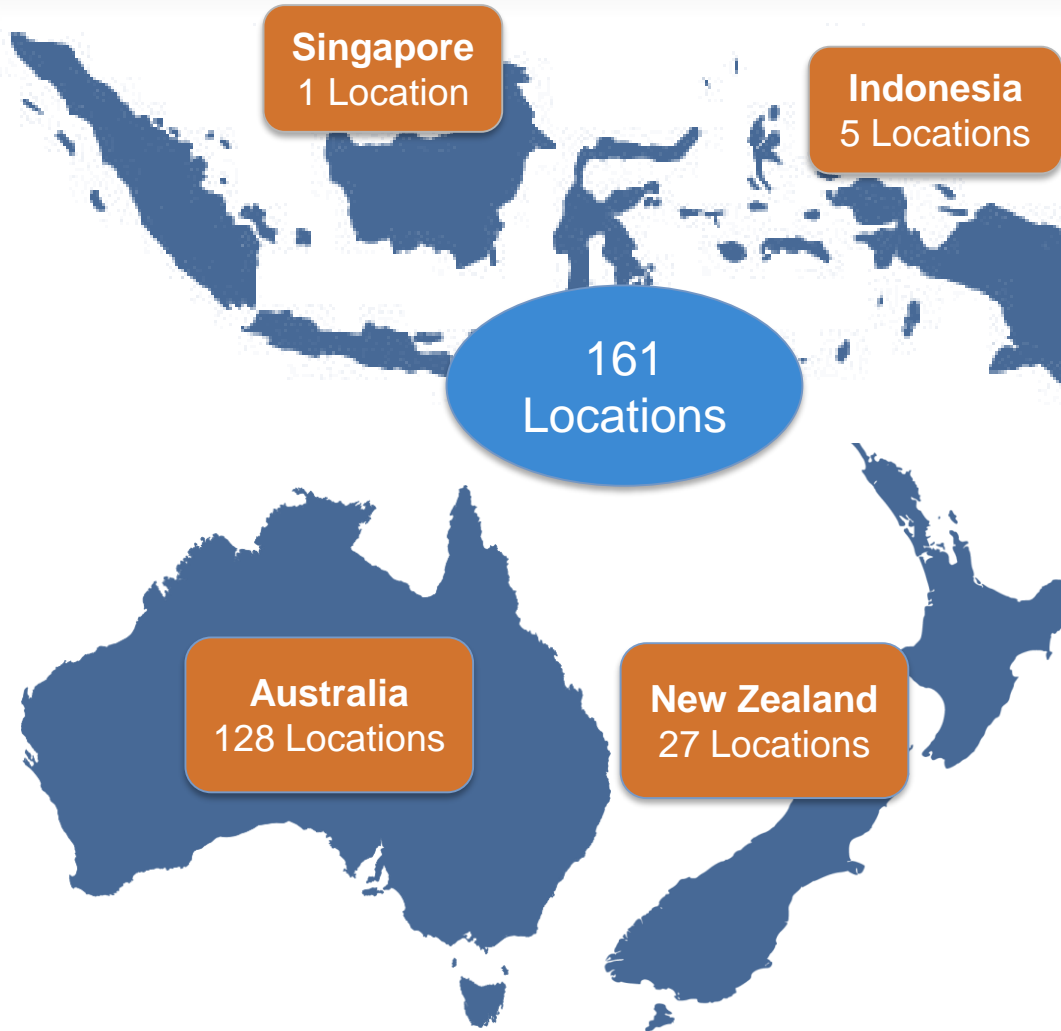 Singapore
1 Location
Indonesia
5 Locations
161
Locations
Australia
128 Locations
New Zealand
27 Locations